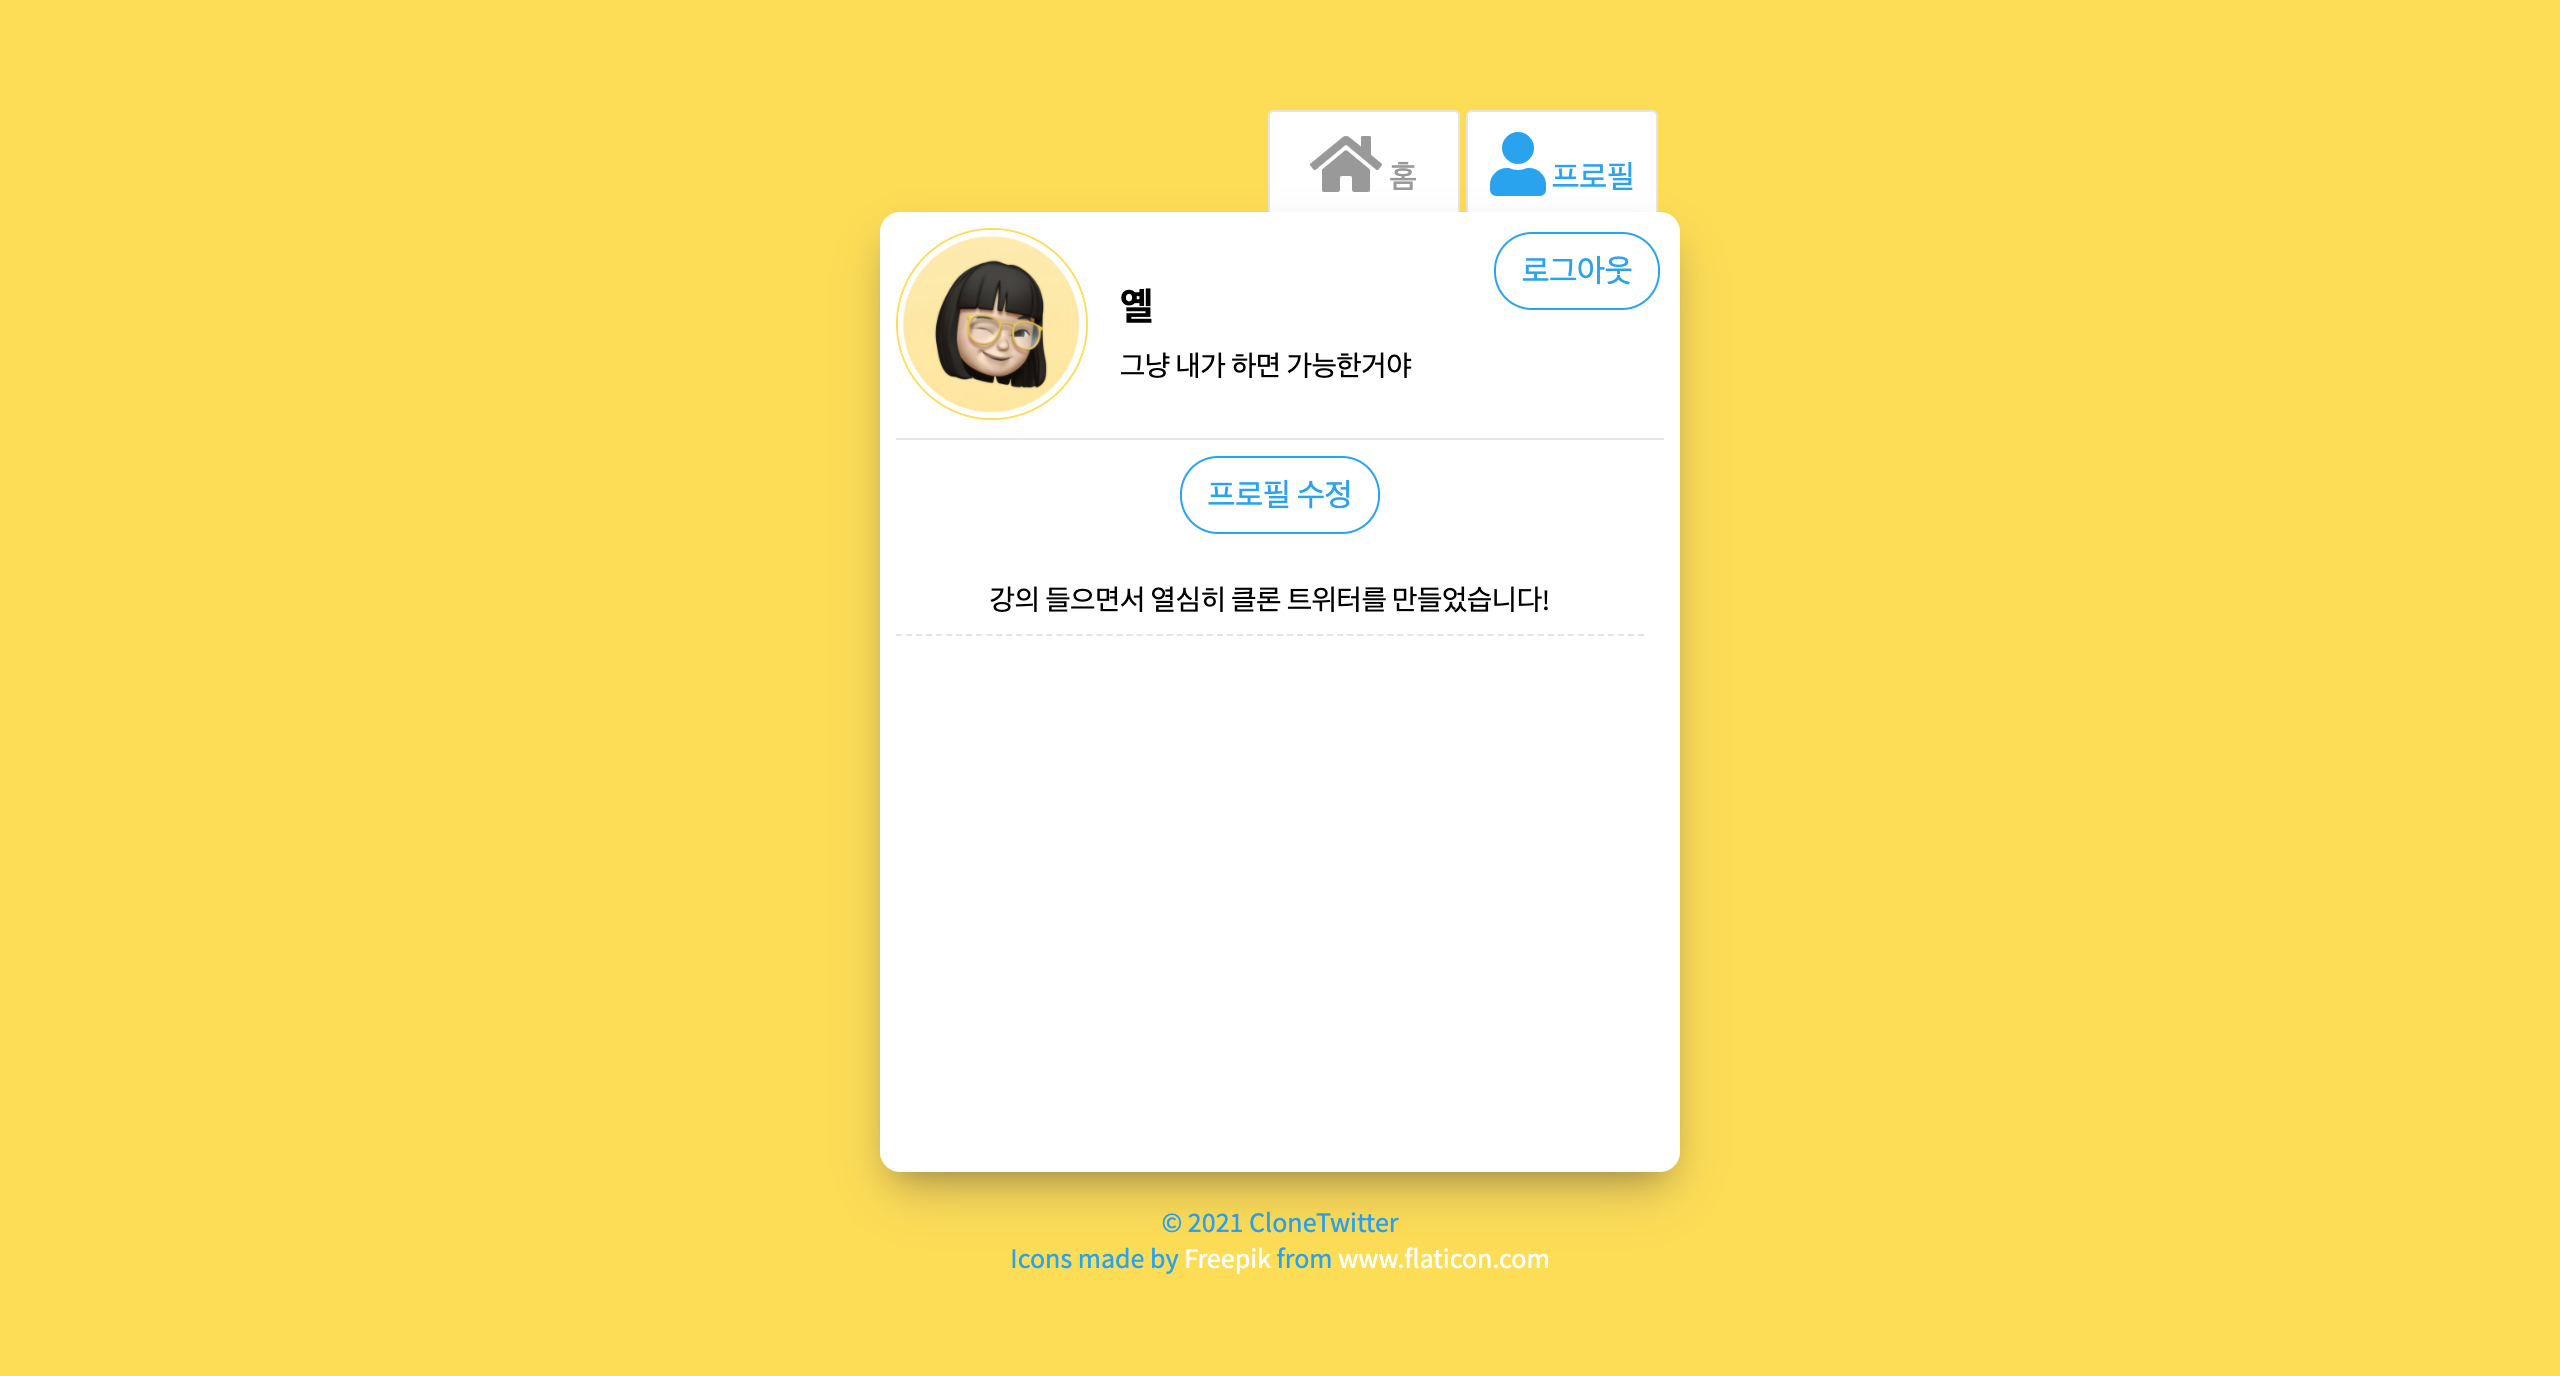 홈
프로필
로그아웃
옐
그냥 내가 하면 가능한거야
프로필 수정
강의 들으면서 열심히 클론 트위터를 만들었습니다!
© 2021 CloneTwitter
Icons made by Freepik from www.flaticon.com